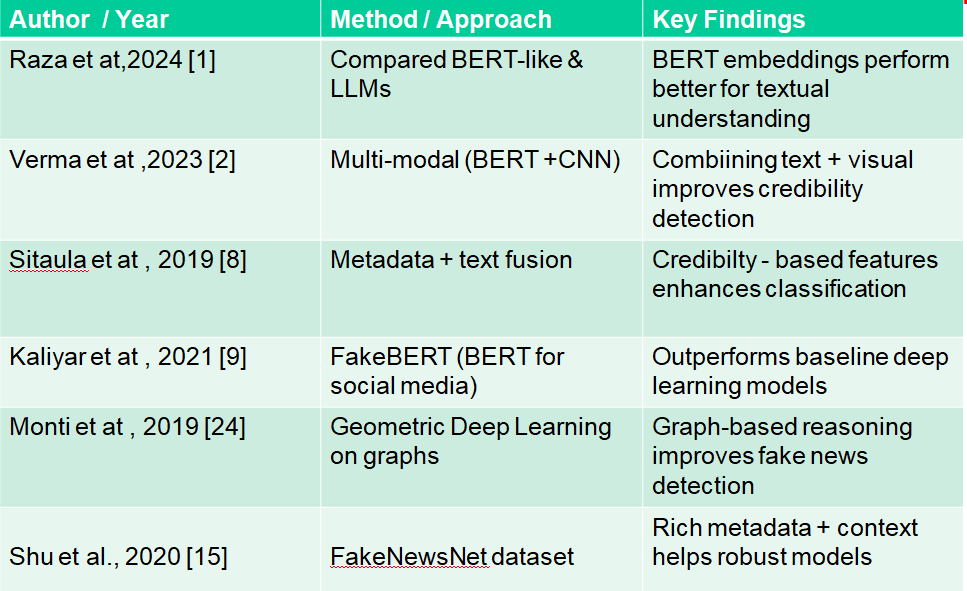 Author / Year
Method / Approach
Key Findings
Raza et at,2024 [1]
Compared BERT-like &
LLMs
BERT embeddings perform
better for textual
understanding
Verma et at ,2023 [2]
Multi-modal (BERT +CNN)
Combiining text + visual
improves credibility
detection
Sitaula et at , 2019 [8]
Metadata + text fusion
Credibilty - based features
enhances classification
Kaliyar et at , 2021 [9]
FakeBERT (BERT for
social media)
Outperforms baseline deep
learning models
Monti et at , 2019 [24]
Geometric Deep Learning
on graphs
Graph-based reasoning
improves fake news
detection
Shu et al., 2020 [15]
FakeNewsNet dataset
Rich metadata + context
helps robust models